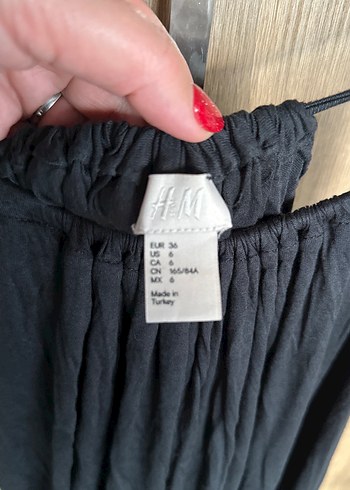 H&M
EUR 36
US 6
CA 6
CN 165/84A
MX 6
Made in
Turkey